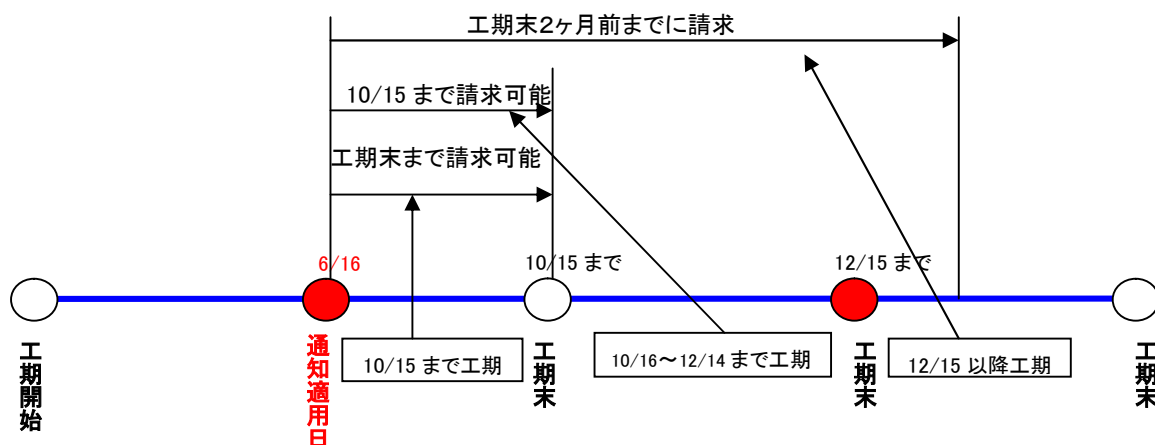 工期末2ヶ月前までに請求
10/15 まで請求可能
工期末まで請求可能
6/16
10/15 まで
12/15 まで
工期開始
通知適用日
10/15 まで工期
工期末
10/16～12/14 まで工期
工期末
12/15 以降工期
工期末